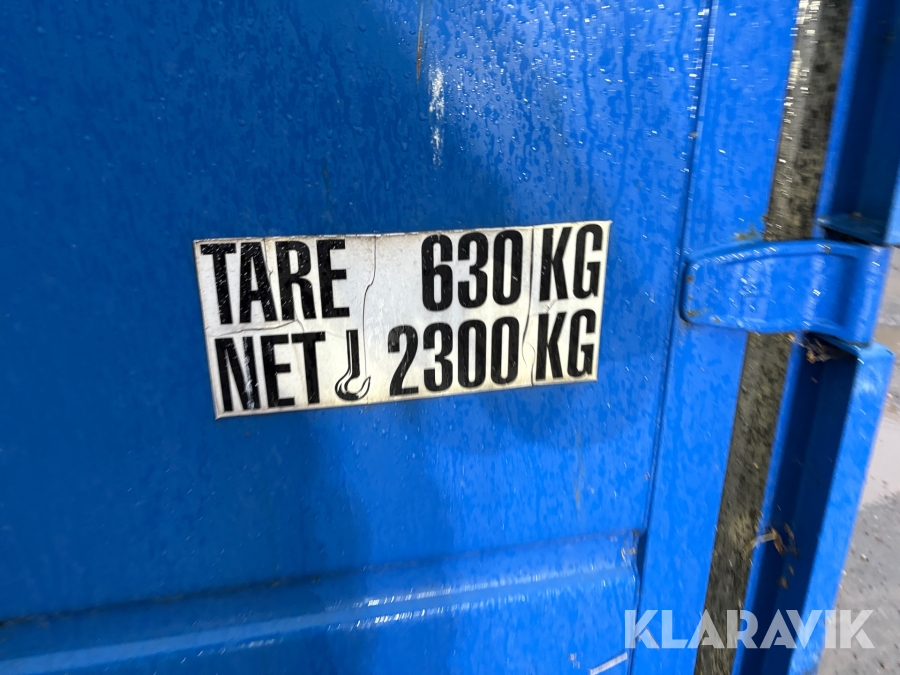 TARE 630 KG
NET 2300 KG
KLARAVIK